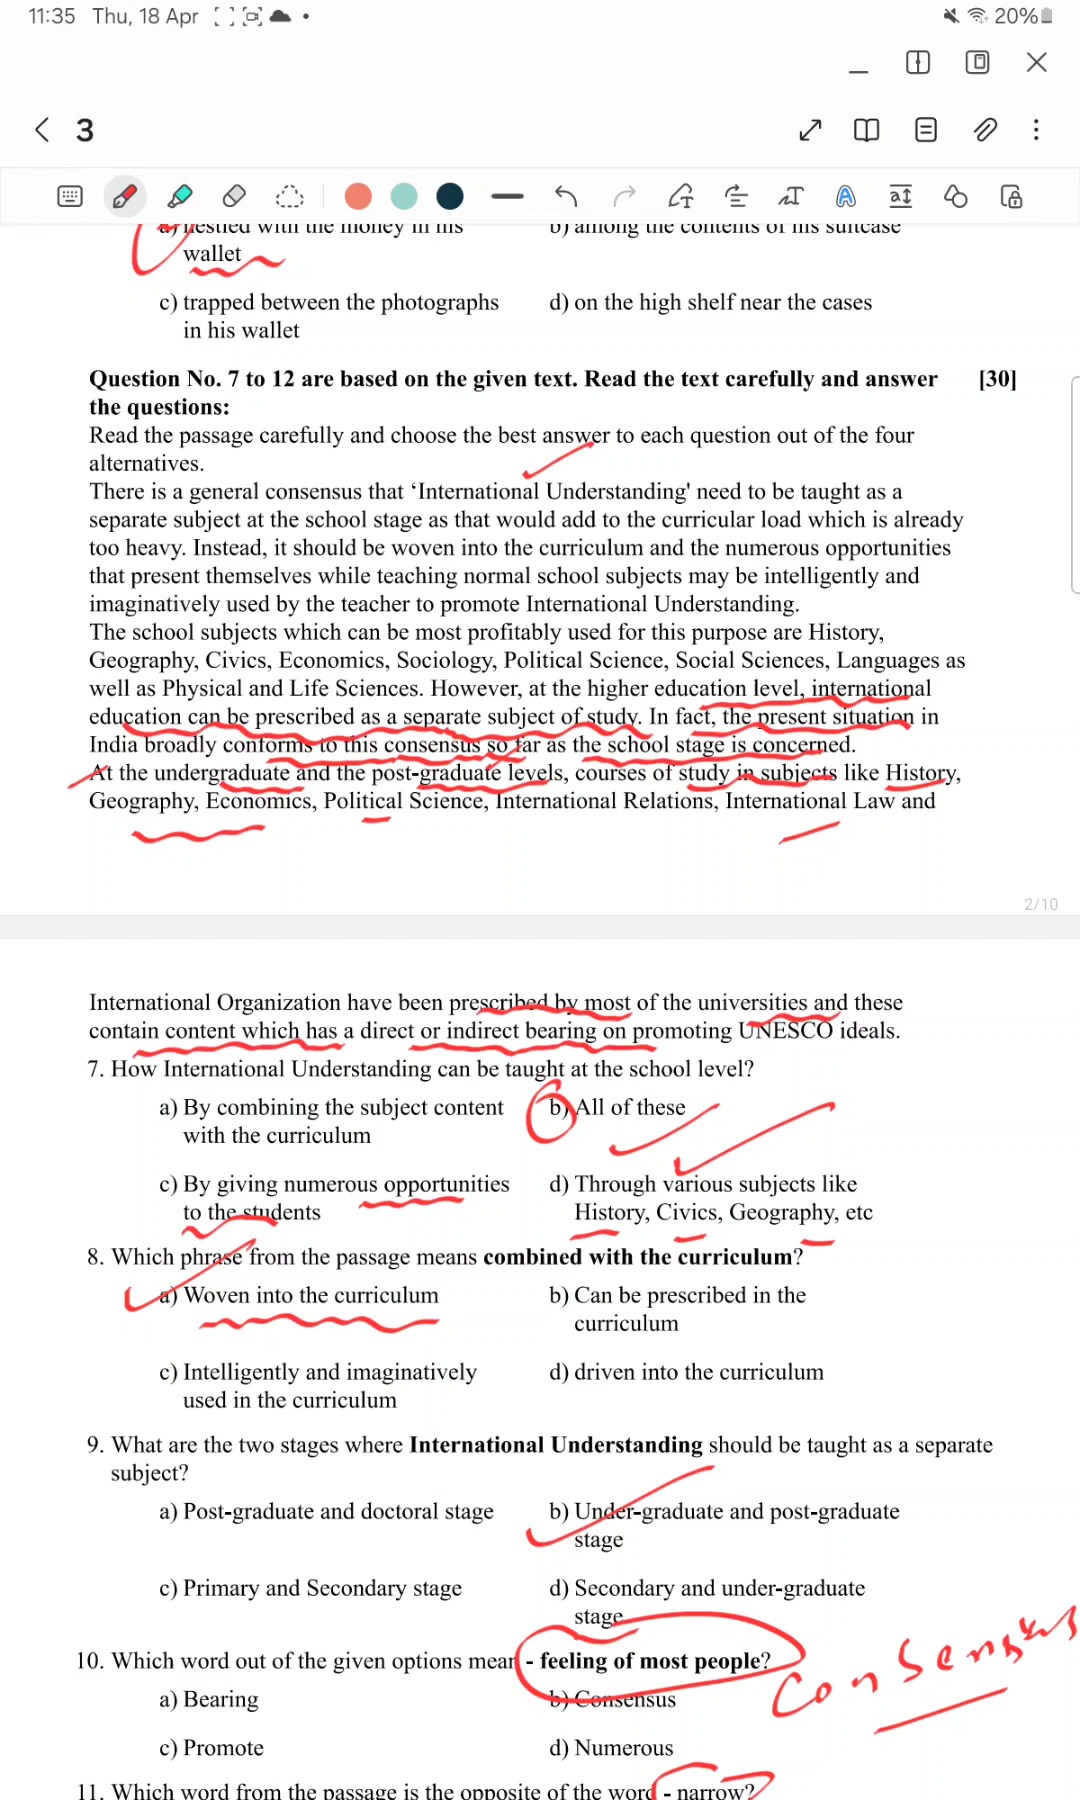 11:35 Thu, 18 Apr
20%
3
a) nestled with the money in his
b) among the contents of his suitcase
wallet
c) trapped between the photographs
in his wallet
d) on the high shelf near the cases
Question No. 7 to 12 are based on the given text. Read the text carefully and answer [30]
the questions:
Read the passage carefully and choose the best answer to each question out of the four
alternatives.
There is a general consensus that ‘International Understanding' need to be taught as a
separate subject at the school stage as that would add to the curricular load which is already
too heavy. Instead, it should be woven into the curriculum and the numerous opportunities
that present themselves while teaching normal school subjects may be intelligently and
imaginatively used by the teacher to promote International Understanding.
The school subjects which can be most profitably used for this purpose are History,
Geography, Civics, Economics, Sociology, Political Science, Social Sciences, Languages as
well as Physical and Life Sciences. However, at the higher education level, international
education can be prescribed as a separate subject of study. In fact, the present situation in
India broadly conforms to this consensus so far as the school stage is concerned.
At the undergraduate and the post-graduate levels, courses of study in subjects like History,
Geography, Economics, Political Science, International Relations, International Law and
2/10
International Organization have been prescribed by most of the universities and these
contain content which has a direct or indirect bearing on promoting UNESCO ideals.
7. How International Understanding can be taught at the school level?
a) By combining the subject content
with the curriculum
b) All of these
c) By giving numerous opportunities
to the students
d) Through various subjects like
History, Civics, Geography, etc
8. Which phrase from the passage means combined with the curriculum?
a) Woven into the curriculum
b) Can be prescribed in the
curriculum
c) Intelligently and imaginatively
used in the curriculum
d) driven into the curriculum
9. What are the two stages where International Understanding should be taught as a separate
subject?
a) Post-graduate and doctoral stage
b) Under-graduate and post-graduate
stage
c) Primary and Secondary stage
d) Secondary and under-graduate
stage
10. Which word out of the given options mean - feeling of most people?
a) Bearing
b) Consensus
Consensus
c) Promote
d) Numerous
11. Which word from the passage is the opposite of the word - narrow?